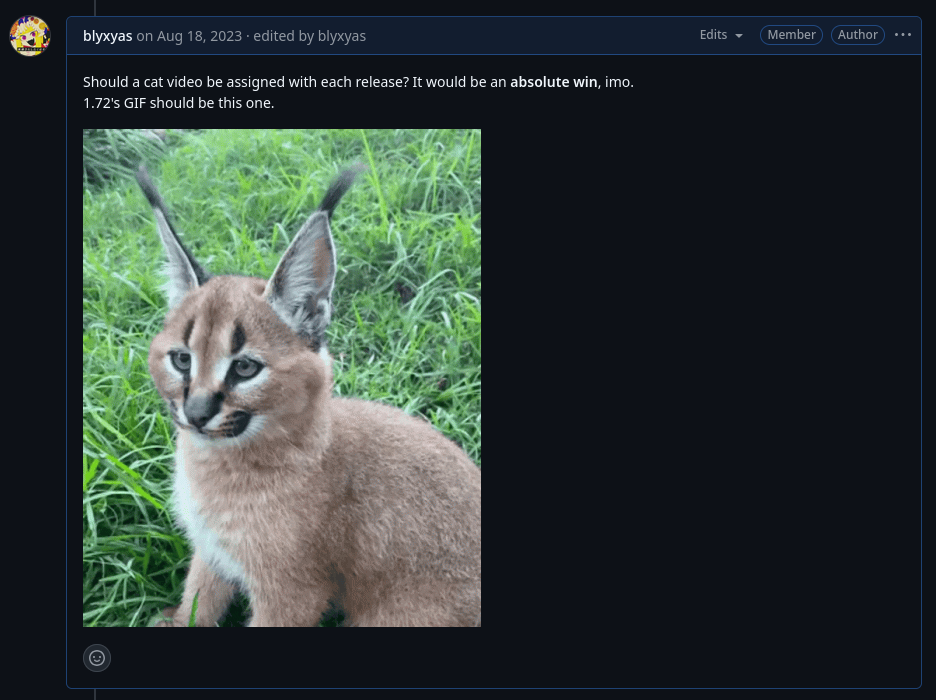 blyxyas on Aug 18, 2023 · edited by blyxyas Edits Member Author
Should a cat video be assigned with each release? It would be an absolute win, imo.
1.72's GIF should be this one.